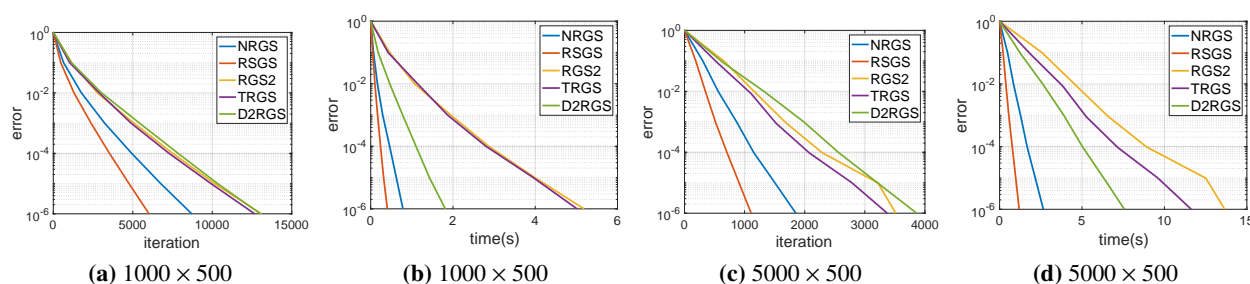 10^0
10^-2
10^-4
10^-6
error
0
5000
10000
15000
iteration
NRGS
RSGS
RGS2
TRGS
D2RGS
(a) 1000 × 500
10^0
10^-2
10^-4
10^-6
error
0
2
4
6
time(s)
NRGS
RSGS
RGS2
TRGS
D2RGS
(b) 1000 × 500
10^0
10^-2
10^-4
10^-6
error
0
1000
2000
3000
4000
iteration
NRGS
RSGS
RGS2
TRGS
D2RGS
(c) 5000 × 500
10^0
10^-2
10^-4
10^-6
error
0
5
10
15
time(s)
NRGS
RSGS
RGS2
TRGS
D2RGS
(d) 5000 × 500